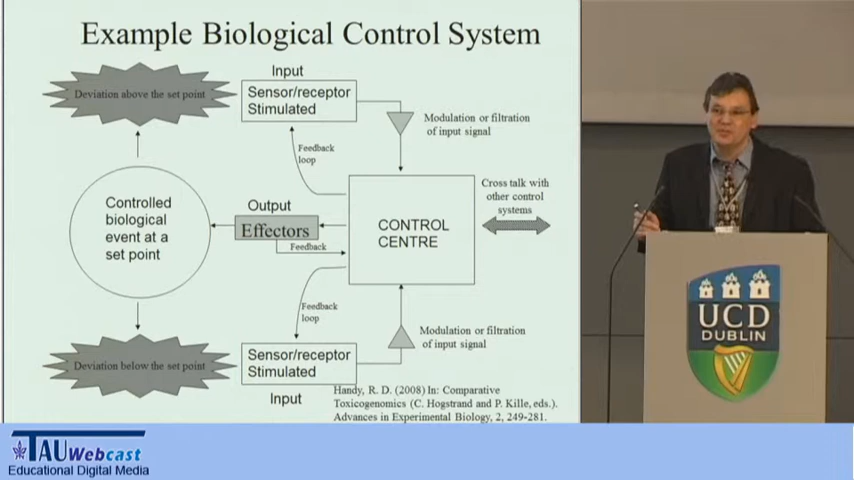 Example Biological Control System
Deviation above the set point
Input
Sensor/receptor
Stimulated
Modulation or filtration
of input signal
Feedback
loop
Cross talk with
other control
systems
Controlled
biological
event at a
set point
Output
Effectors
Feedback
CONTROL
CENTRE
Feedback
loop
Modulation or filtration
of input signal
Deviation below the set point
Sensor/receptor
Stimulated
Input
Handy, R. D. (2008) In: Comparative
Toxicogenomics (C. Hogstrand and P. Kille, eds.).
Advances in Experimental Biology, 2, 249-281.
UCD
DUBLIN
TAU Webcast
Educational Digital Media